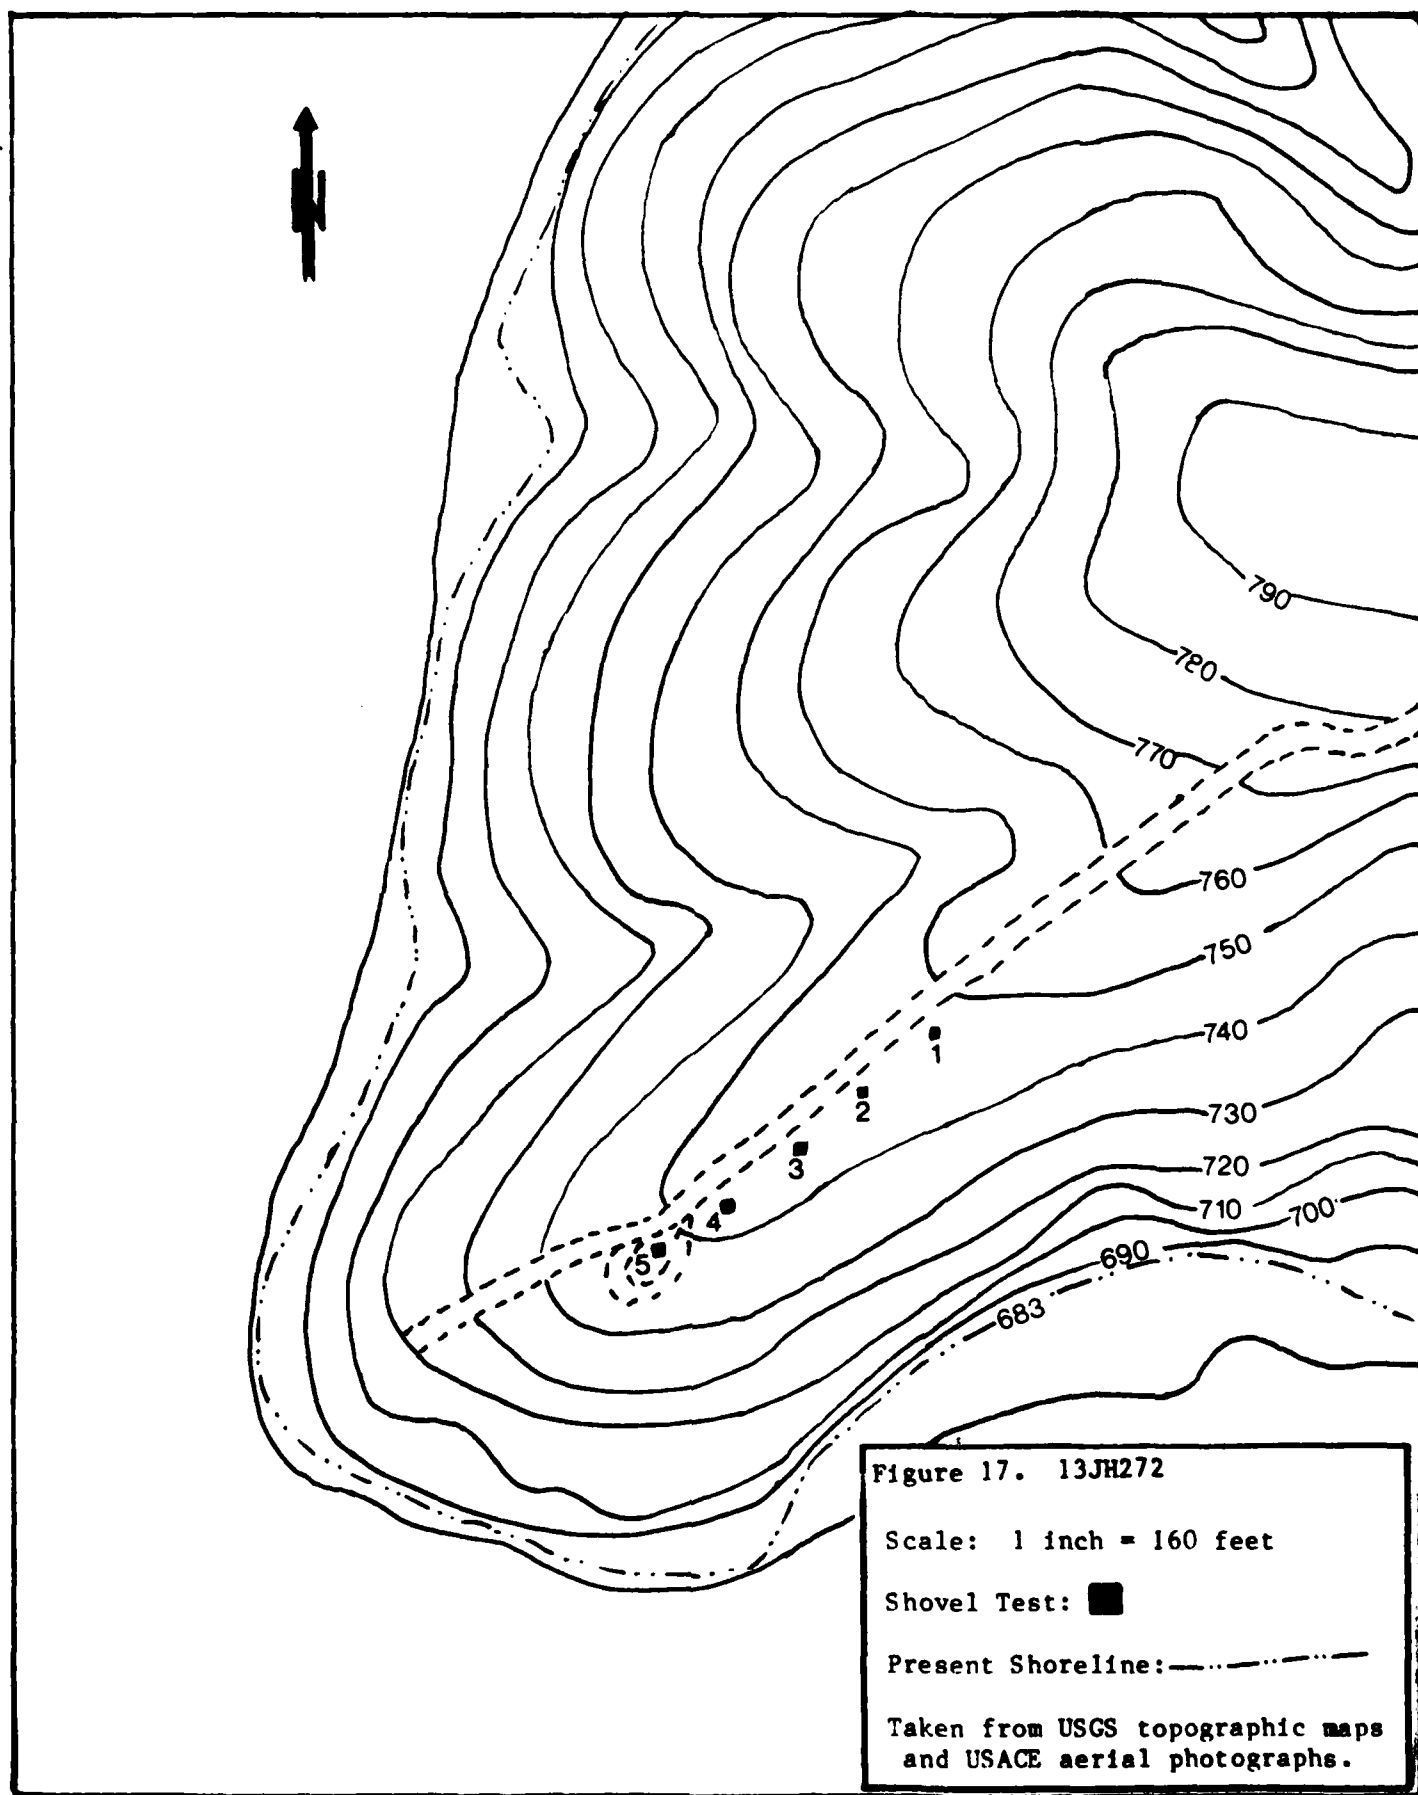 N
790
780
770
760
750
740
730
720
710
700
690
683
1
2
3
4
5
Figure 17. 13JH272
Scale: 1 inch = 160 feet
Shovel Test:
Present Shoreline:
Taken from USGS topographic maps
and USACE aerial photographs.